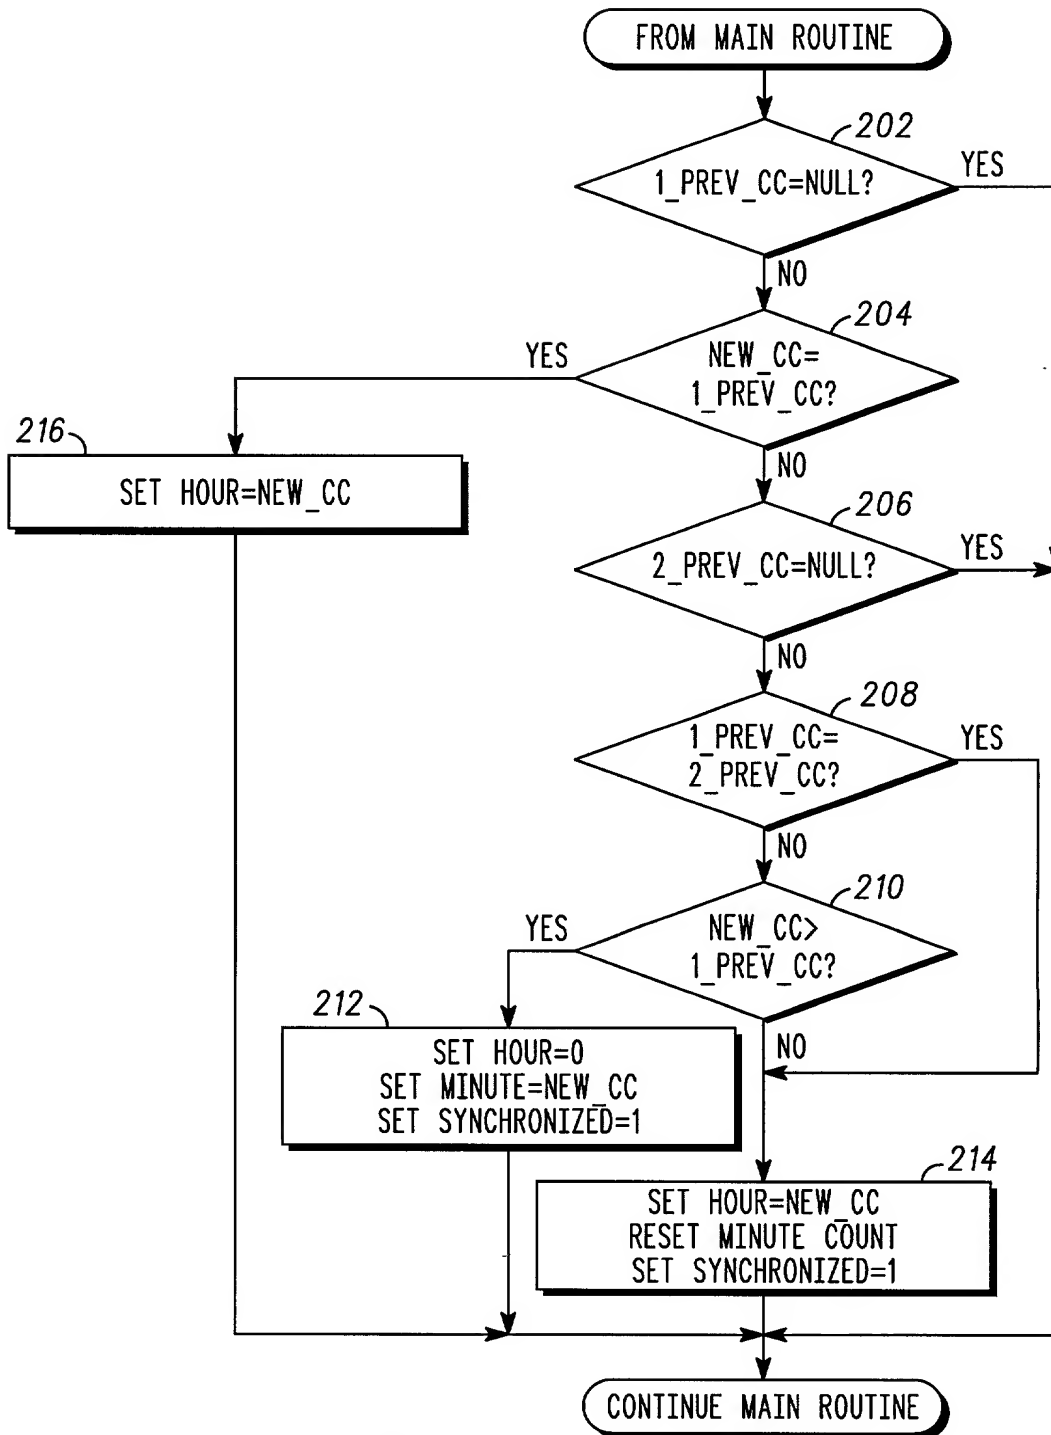 FROM MAIN ROUTINE
202
1_PREV_CC=NULL?
YES
NO
204
NEW_CC=
1_PREV_CC?
YES
NO
216
SET HOUR=NEW_CC
206
2_PREV_CC=NULL?
YES
NO
208
1_PREV_CC=
2_PREV_CC?
YES
NO
210
NEW_CC>
1_PREV_CC?
YES
NO
212
SET HOUR=0
SET MINUTE=NEW_CC
SET SYNCHRONIZED=1
214
SET HOUR=NEW_CC
RESET MINUTE COUNT
SET SYNCHRONIZED=1
CONTINUE MAIN ROUTINE